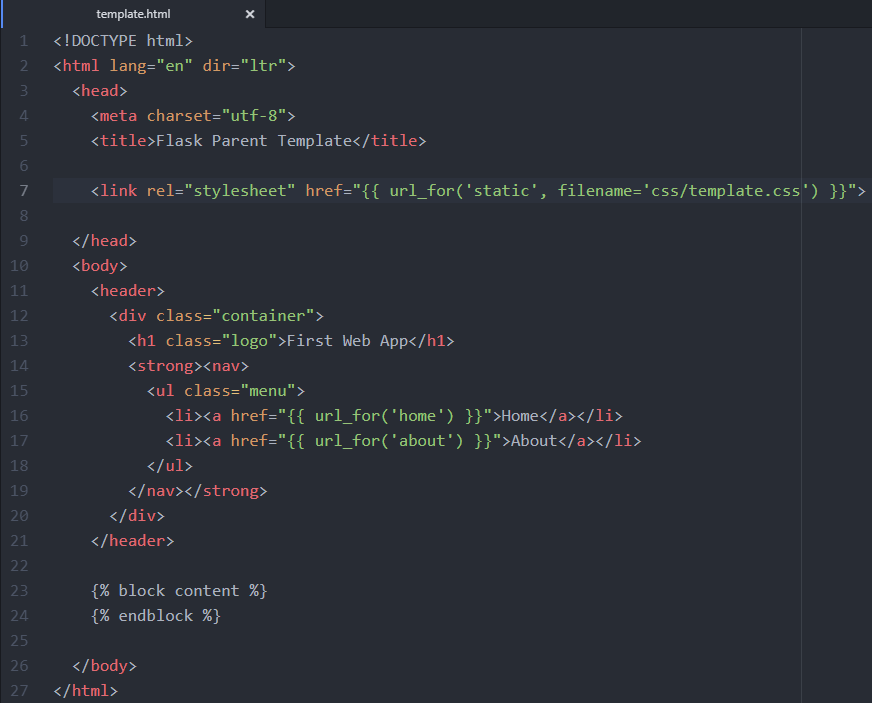 template.html ×
1 <!DOCTYPE html>
2 <html lang="en" dir="ltr">
3   <head>
4     <meta charset="utf-8">
5     <title>Flask Parent Template</title>
6
7     <link rel="stylesheet" href="{{ url_for('static', filename='css/template.css') }}">
8
9   </head>
10   <body>
11     <header>
12       <div class="container">
13         <h1 class="logo">First Web App</h1>
14         <strong><nav>
15           <ul class="menu">
16             <li><a href="{{ url_for('home') }}">Home</a></li>
17             <li><a href="{{ url_for('about') }}">About</a></li>
18           </ul>
19         </nav></strong>
20       </div>
21     </header>
22
23     {% block content %}
24     {% endblock %}
25
26   </body>
27 </html>